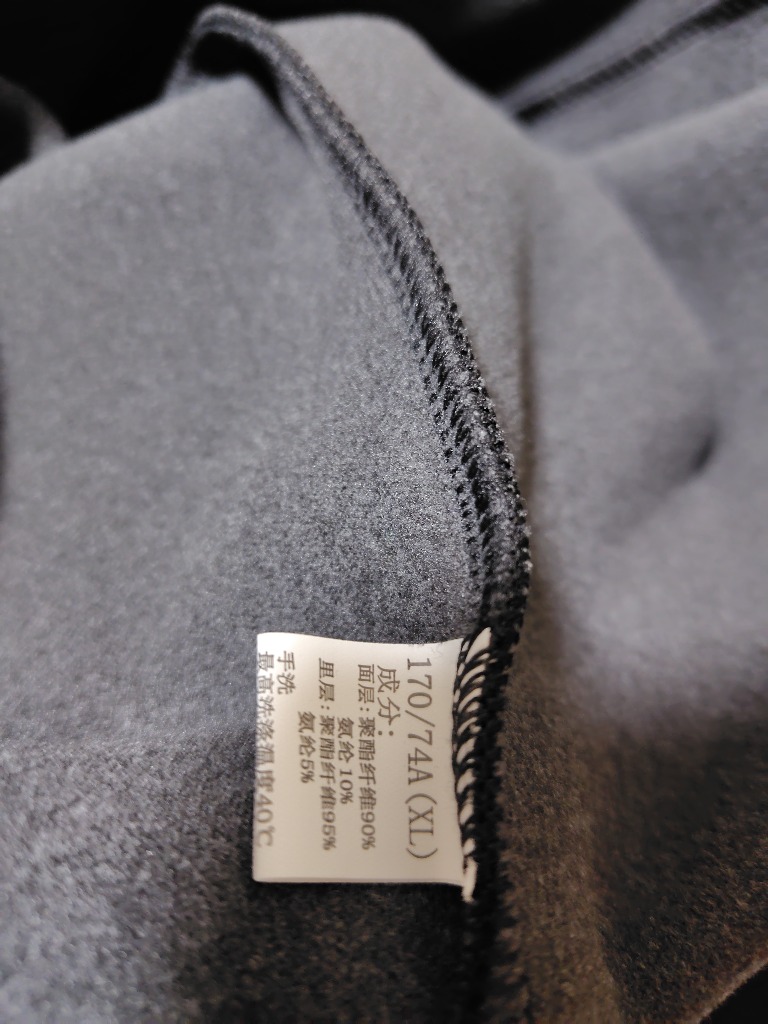 170/74A(XL)
成分:
面层:聚酯纤维90%
氨纶10%
里层:聚酯纤维95%
氨纶5%
手洗
最高洗涤温度40℃